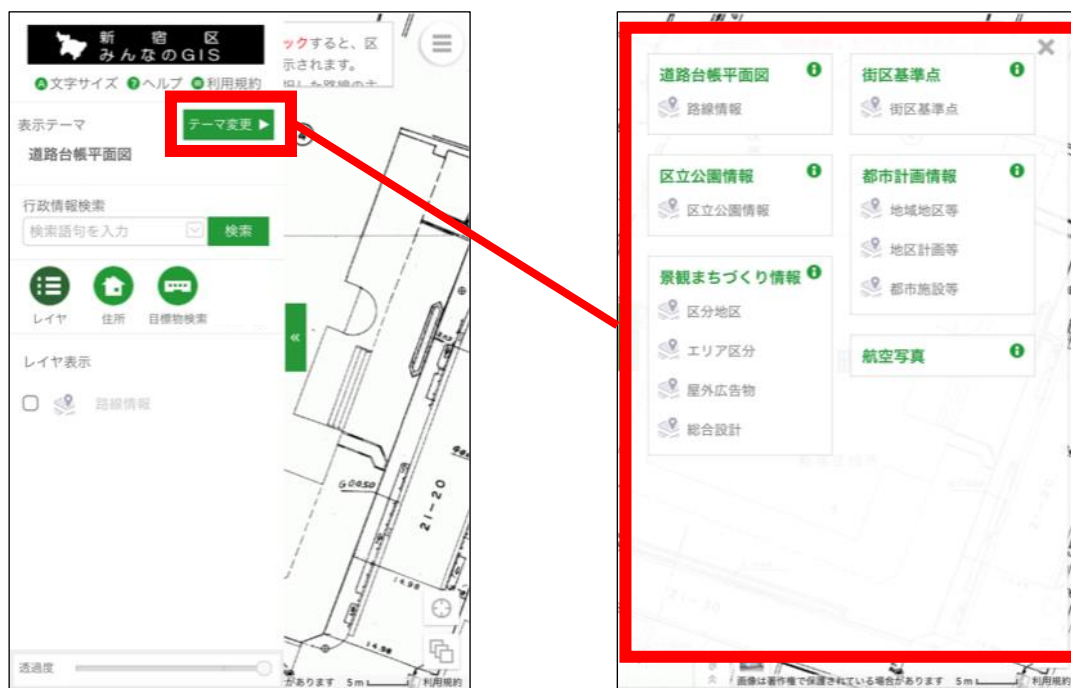 新宿区
みんなのGIS
文字サイズ ヘルプ 利用規約
表示テーマ
テーマ変更 ▶
道路台帳平面図
行政情報検索
検索語句を入力 検索
レイヤ 住所 目標物検索
レイヤ表示
路線情報
透過度
ックすると、区
示されます。
G0050
21-20
14.98
14.98
があります 5m 利用規約
道路台帳平面図
路線情報
区立公園情報
区立公園情報
景観まちづくり情報
区分地区
エリア区分
屋外広告物
総合設計
街区基準点
街区基準点
都市計画情報
地域地区等
地区計画等
都市施設等
航空写真
画像は著作権で保護されている場合があります 5m 利用規約